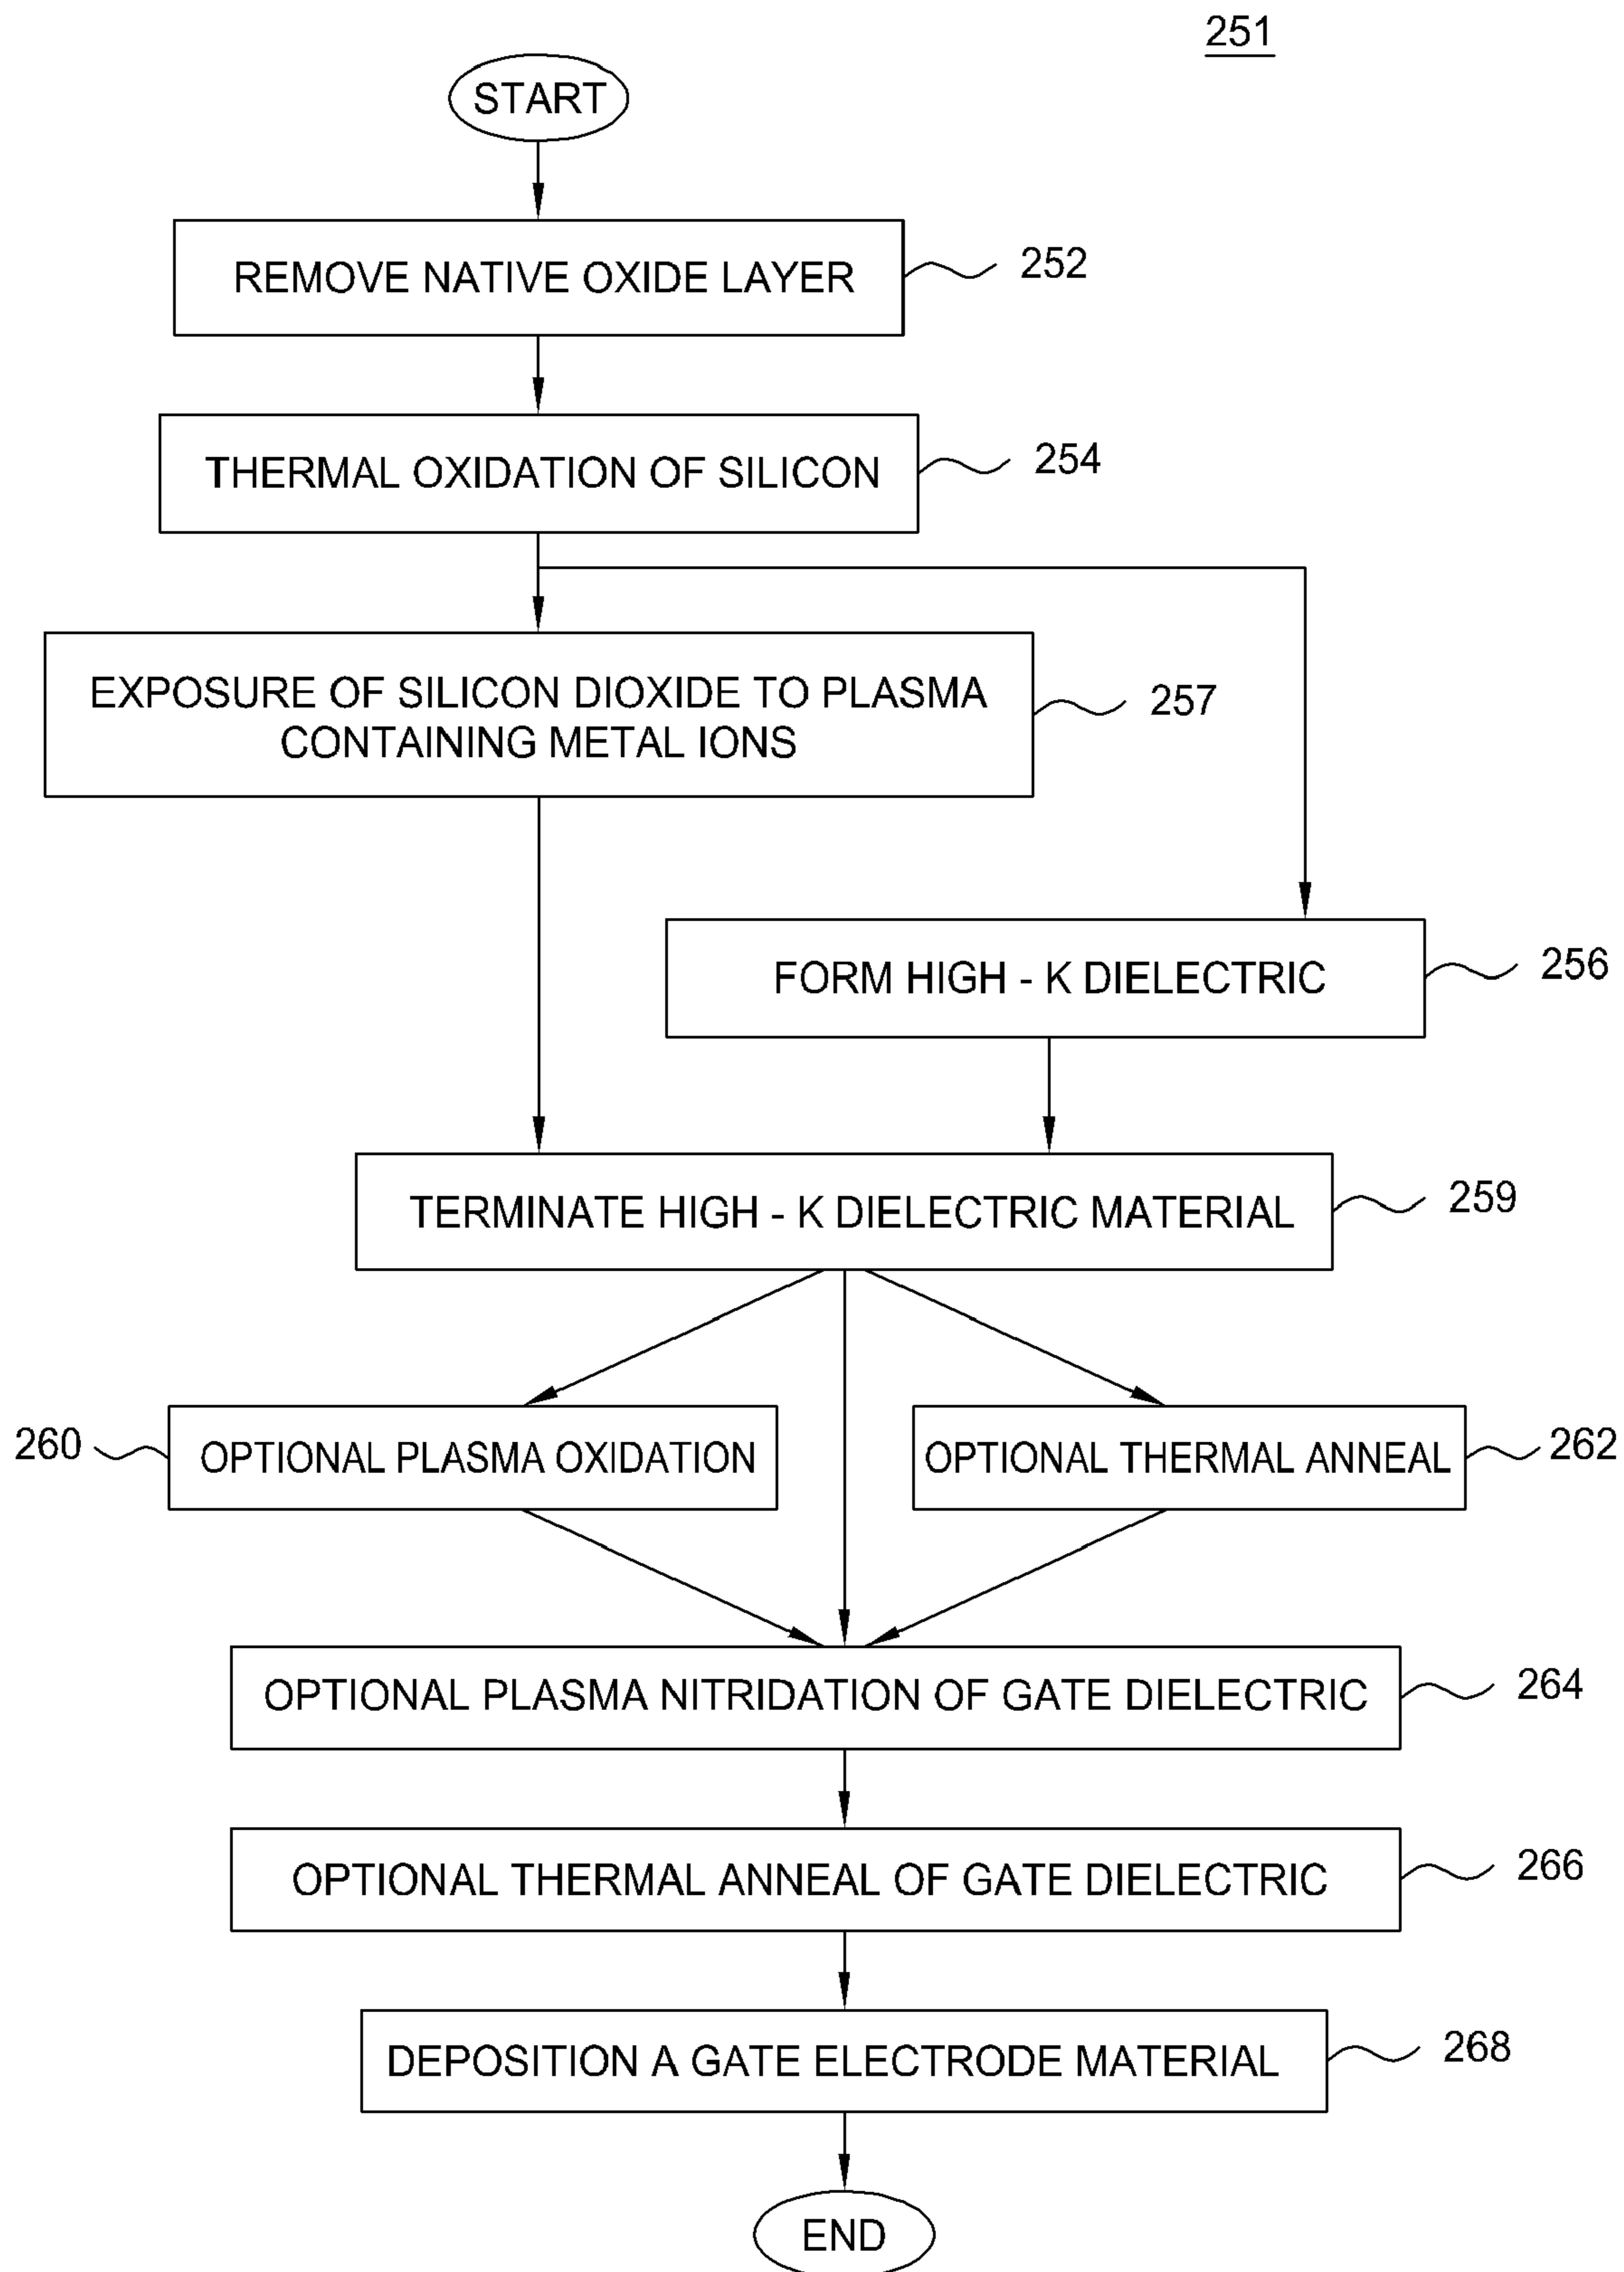 251
START
REMOVE NATIVE OXIDE LAYER
252
THERMAL OXIDATION OF SILICON
254
EXPOSURE OF SILICON DIOXIDE TO PLASMA
CONTAINING METAL IONS
257
FORM HIGH - K DIELECTRIC
256
TERMINATE HIGH - K DIELECTRIC MATERIAL
259
260
OPTIONAL PLASMA OXIDATION
OPTIONAL THERMAL ANNEAL
262
OPTIONAL PLASMA NITRIDATION OF GATE DIELECTRIC
264
OPTIONAL THERMAL ANNEAL OF GATE DIELECTRIC
266
DEPOSITION A GATE ELECTRODE MATERIAL
268
END